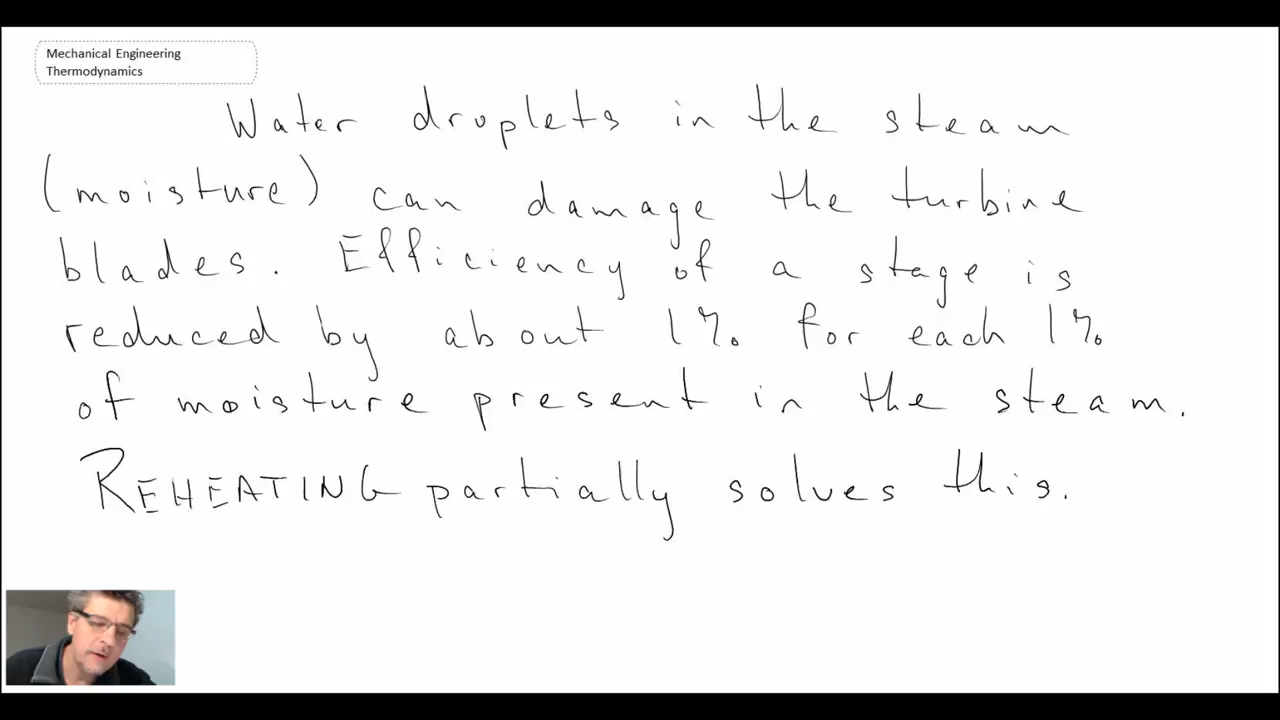 Mechanical Engineering
Thermodynamics
Water droplets in the steam
(moisture) can damage the turbine
blades. Efficiency of a stage is
reduced by about 1% for each 1%
of moisture present in the steam.
REHEATING partially solves this.